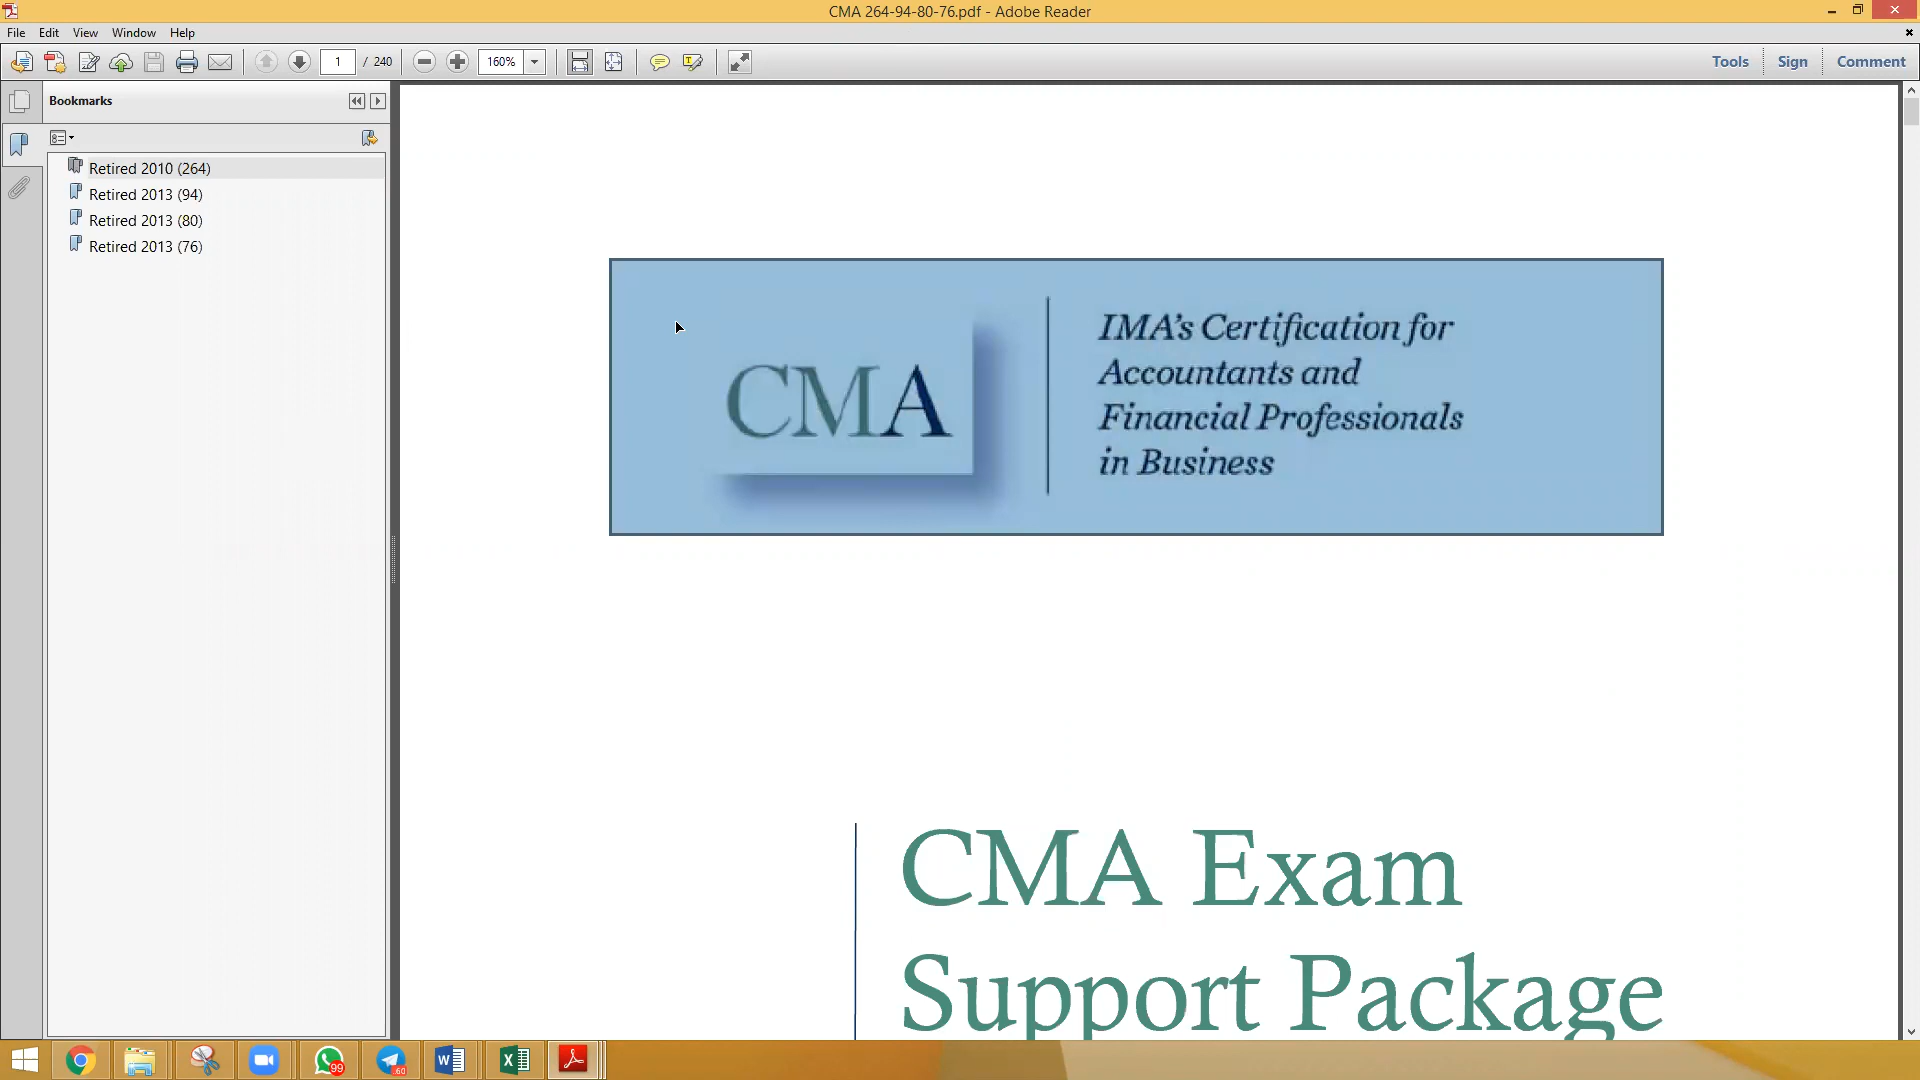 CMA 264-94-80-76.pdf - Adobe Reader
File Edit View Window Help
1 / 240 160% Tools Sign Comment
Bookmarks
Retired 2010 (264)
Retired 2013 (94)
Retired 2013 (80)
Retired 2013 (76)
CMA
IMA's Certification for
Accountants and
Financial Professionals
in Business
CMA Exam
Support Package
99
60